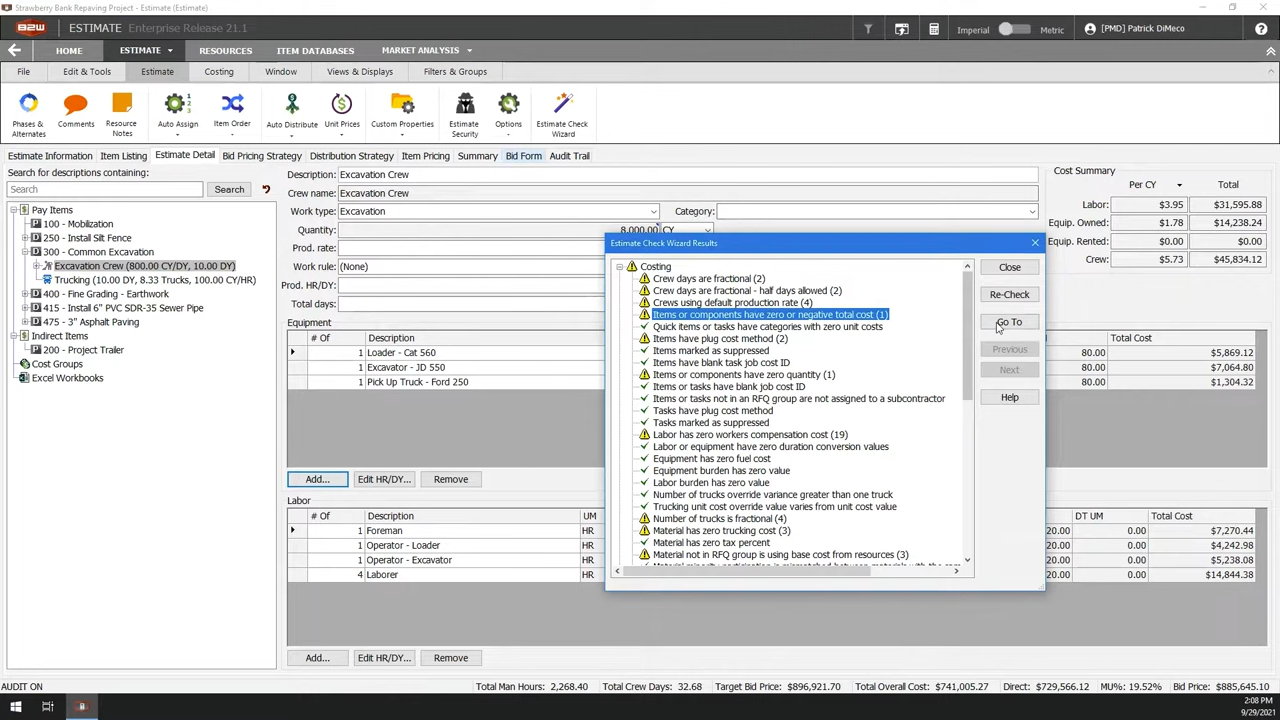 Strawberry Bank Repaving Project - Estimate (Estimate)
B2W ESTIMATE Enterprise Release 21.1 Imperial Metric [PMD] Patrick DiMeco
HOME ESTIMATE RESOURCES ITEM DATABASES MARKET ANALYSIS
File Edit & Tools Estimate Costing Window Views & Displays Filters & Groups
Phases & Alternates Comments Resource Notes Auto Assign Item Order Auto Distribute Unit Prices Custom Properties Estimate Security Options Estimate Check Wizard
Estimate Information Item Listing Estimate Detail Bid Pricing Strategy Distribution Strategy Item Pricing Summary Bid Form Audit Trail
Search for descriptions containing:
Search Search
Pay Items
100 - Mobilization
250 - Install Silt Fence
300 - Common Excavation
Excavation Crew (800.00 CY/DY, 10.00 DY)
Trucking (10.00 DY, 8.33 Trucks, 100.00 CY/HR)
400 - Fine Grading - Earthwork
415 - Install 6" PVC SDR-35 Sewer Pipe
475 - 3" Asphalt Paving
Indirect Items
200 - Project Trailer
Cost Groups
Excel Workbooks
Description: Excavation Crew
Crew name: Excavation Crew
Work type: Excavation Category:
Quantity: 8,000.00 CY
Prod. rate:
Work rule: (None)
Prod. HR/DY:
Total days:
Cost Summary
Per CY Total
Labor: $3.95 $31,595.88
Equip. Owned: $1.78 $14,238.24
Equip. Rented: $0.00 $0.00
Crew: $5.73 $45,834.12
Equipment
# Of Description Total Cost
1 Loader - Cat 560 80.00 $5,869.12
1 Excavator - JD 550 80.00 $7,064.80
1 Pick Up Truck - Ford 250 80.00 $1,304.32
Add... Edit HR/DY... Remove
Labor
# Of Description UM DT UM Total Cost
1 Foreman HR 20.00 0.00 $7,270.44
1 Operator - Loader HR 20.00 0.00 $4,242.98
1 Operator - Excavator HR 20.00 0.00 $5,238.08
4 Laborer HR 20.00 0.00 $14,844.38
Add... Edit HR/DY... Remove
Estimate Check Wizard Results
Costing
Crew days are fractional (2)
Crew days are fractional - half days allowed (2)
Crews using default production rate (4)
Items or components have zero or negative total cost (1)
Quick items or tasks have categories with zero unit costs
Items have plug cost method (2)
Items marked as suppressed
Items have blank task job cost ID
Items or components have zero quantity (1)
Items or tasks have blank job cost ID
Items or tasks not in an RFQ group are not assigned to a subcontractor
Tasks have plug cost method
Tasks marked as suppressed
Labor has zero workers compensation cost (19)
Labor or equipment have zero duration conversion values
Equipment has zero fuel cost
Equipment burden has zero value
Labor burden has zero value
Number of trucks override variance greater than one truck
Trucking unit cost override value varies from unit cost value
Number of trucks is fractional (4)
Material has zero trucking cost (3)
Material has zero tax percent
Material not in RFQ group is using base cost from resources (3)
Close
Re-Check
Go To
Previous
Next
Help
AUDIT ON Total Man Hours: 2,268.40 Total Crew Days: 32.68 Target Bid Price: $896,921.70 Total Overall Cost: $741,005.27 Direct: $729,566.12 MU%: 19.52% Bid Price: $885,645.10
2:08 PM
9/29/2021